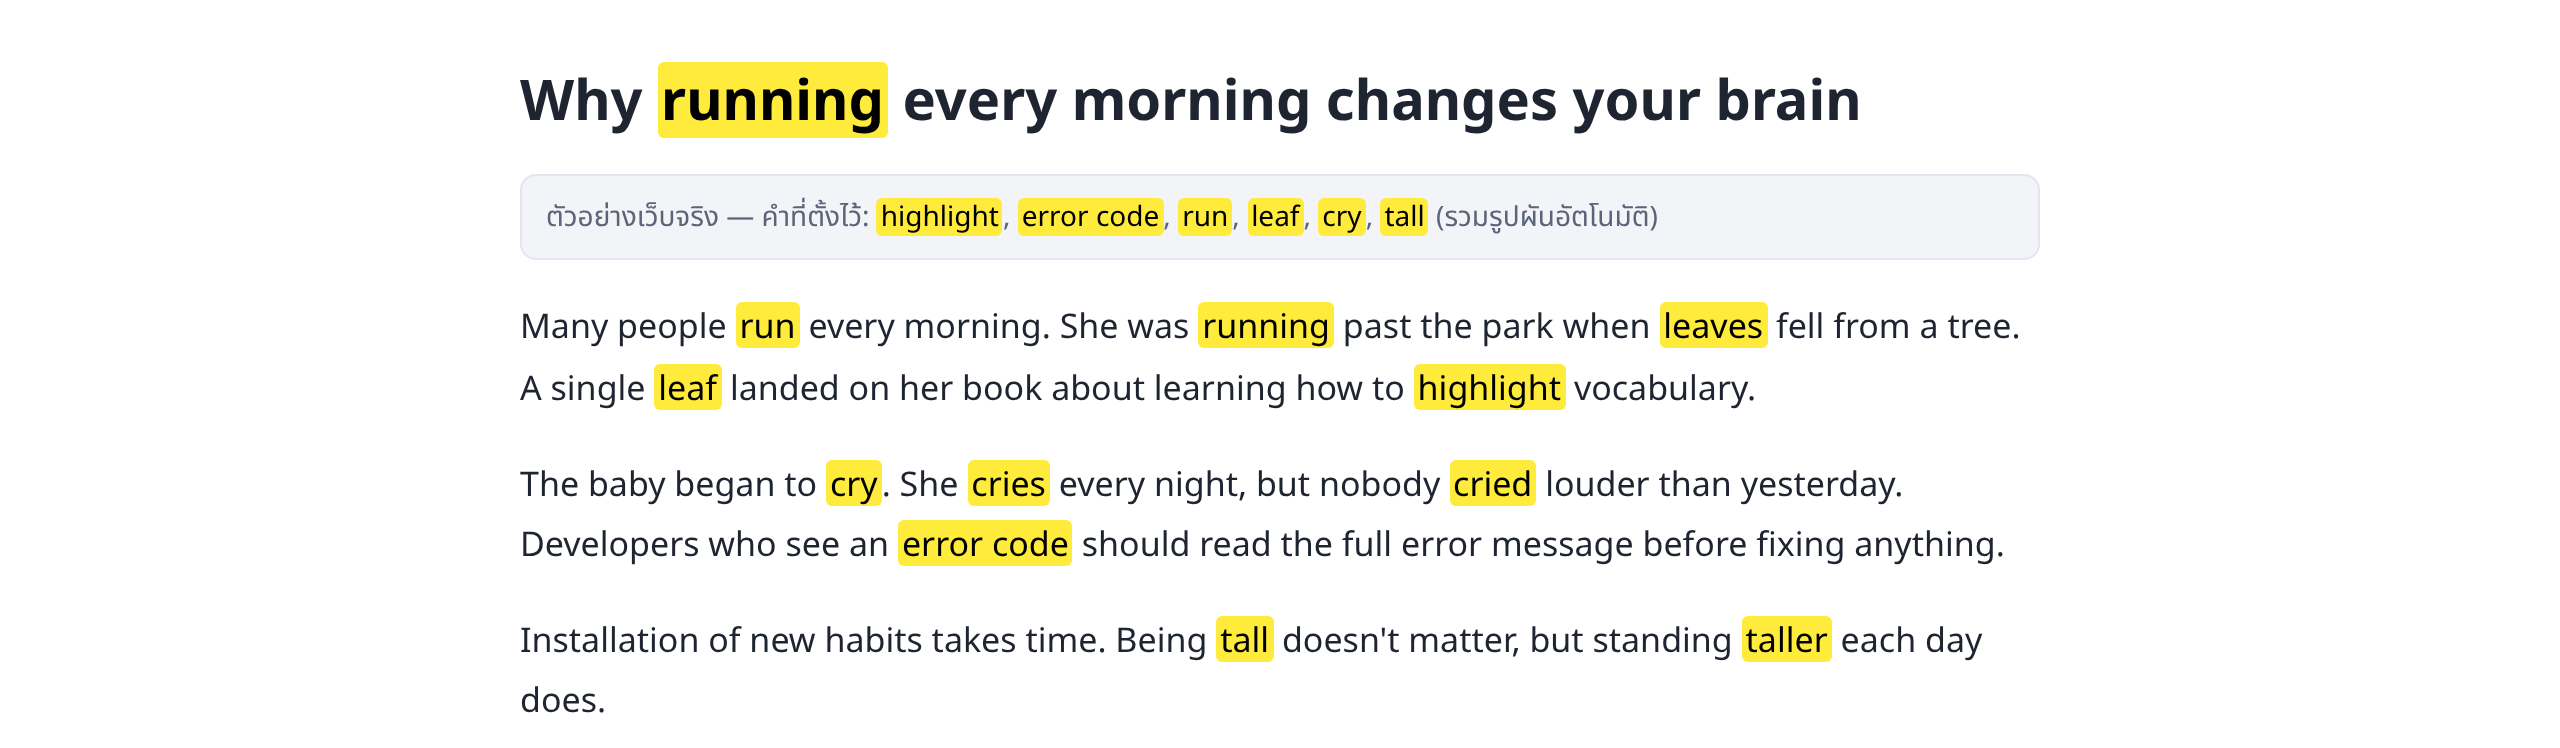 Why running every morning changes your brain
ตัวอย่างเว็บจริง — คำที่ตั้งไว้: highlight, error code, run, leaf, cry, tall (รวมรูปผันอัตโนมัติ)
Many people run every morning. She was running past the park when leaves fell from a tree.
A single leaf landed on her book about learning how to highlight vocabulary.
The baby began to cry. She cries every night, but nobody cried louder than yesterday.
Developers who see an error code should read the full error message before fixing anything.
Installation of new habits takes time. Being tall doesn't matter, but standing taller each day
does.